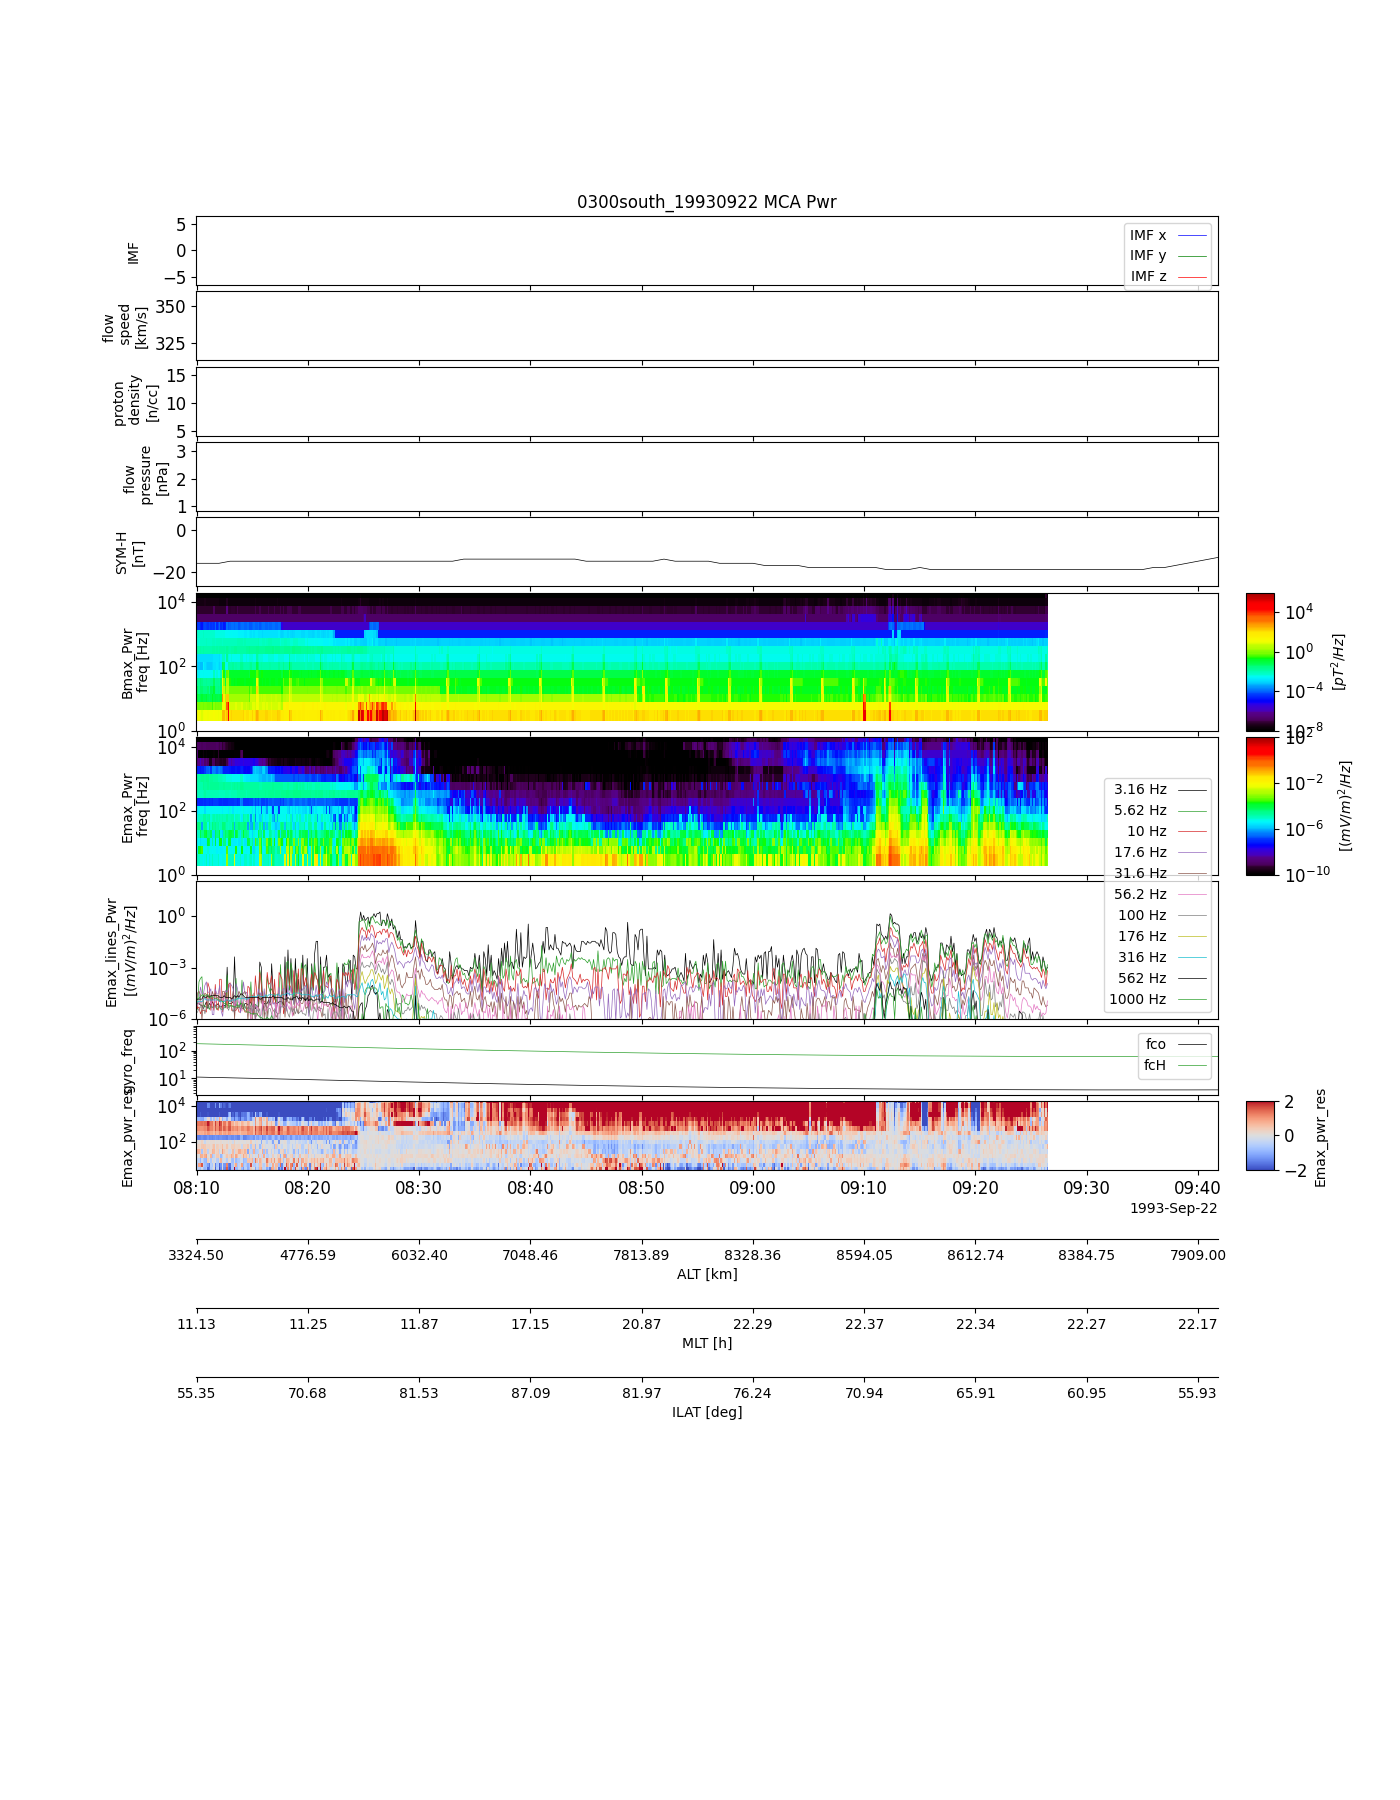 0300south_19930922 MCA Pwr
5
0
−5
IMF
IMF x
IMF y
IMF z
350
325
flow
speed
[km/s]
15
10
5
proton
density
[n/cc]
3
2
1
flow
pressure
[nPa]
0
−20
SYM-H
[nT]
10^4
10^2
10^0
Bmax_Pwr
freq [Hz]
10^4
10^0
10^−4
10^−8
[pT^2/Hz]
10^4
10^2
10^0
Emax_Pwr
freq [Hz]
10^2
10^−2
10^−6
10^−10
[(mV/m)^2/Hz]
3.16 Hz
5.62 Hz
10 Hz
17.6 Hz
31.6 Hz
56.2 Hz
100 Hz
176 Hz
316 Hz
562 Hz
1000 Hz
10^0
10^−3
10^−6
Emax_lines_Pwr
[(mV/m)^2/Hz]
10^2
10^1
gyro_freq
fco
fcH
10^4
10^2
Emax_pwr_res
2
0
−2
Emax_pwr_res
08:10 08:20 08:30 08:40 08:50 09:00 09:10 09:20 09:30 09:40
1993-Sep-22
3324.50 4776.59 6032.40 7048.46 7813.89 8328.36 8594.05 8612.74 8384.75 7909.00
ALT [km]
11.13 11.25 11.87 17.15 20.87 22.29 22.37 22.34 22.27 22.17
MLT [h]
55.35 70.68 81.53 87.09 81.97 76.24 70.94 65.91 60.95 55.93
ILAT [deg]